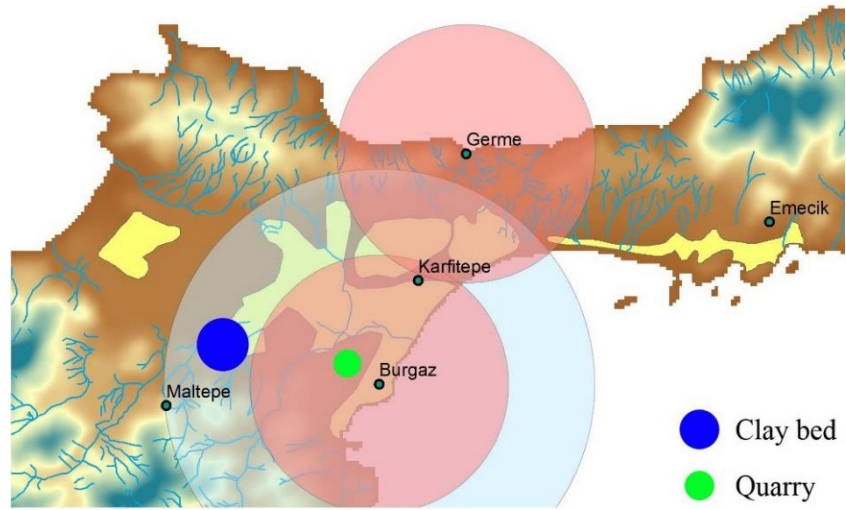 Germe
Emecik
Karfitepe
Burgaz
Maltepe
Clay bed
Quarry